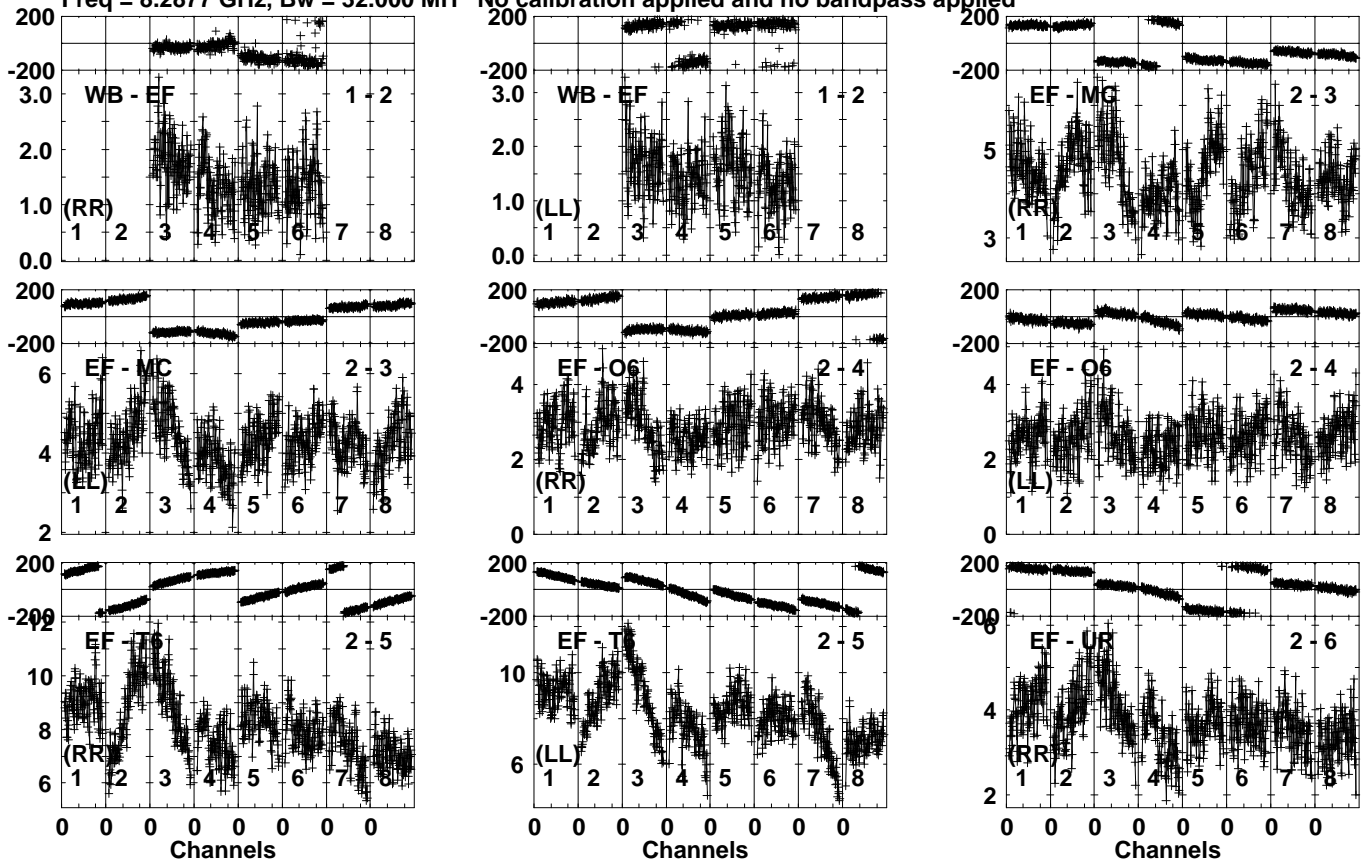 Freq = 8.2877 GHz, Bw = 32.000 MH No calibration applied and no bandpass applied
200 200 200
-200 -200 -200
WB - EF 1 - 2 WB - EF 1 - 2 EF - MC 2 - 3
3.0 3.0
2.0 2.0 5
1.0 1.0
(RR) (LL) (RR)
1 2 3 4 5 6 7 8 1 2 3 4 5 6 7 8 1 2 3 4 5 6 7 8
0.0 0.0 3
200 200 200
-200 -200 -200
EF - MC 2 - 3 EF - O6 2 - 4 EF - O6 2 - 4
6 4 4
4 2 2
(LL) (RR) (LL)
1 2 3 4 5 6 7 8 1 2 3 4 5 6 7 8 1 2 3 4 5 6 7 8
2 0 0
200 200 200
-200 -200 -200
12 6
EF - T6 2 - 5 EF - T6 2 - 5 EF - UR 2 - 6
10 10
8 4
(RR) (LL) (RR)
1 2 3 4 5 6 7 8 1 2 3 4 5 6 7 8 1 2 3 4 5 6 7 8
6 6 2
0 0 0 0 0 0 0 0 0 0 0 0 0 0 0 0 0 0 0 0 0 0 0 0
Channels Channels Channels